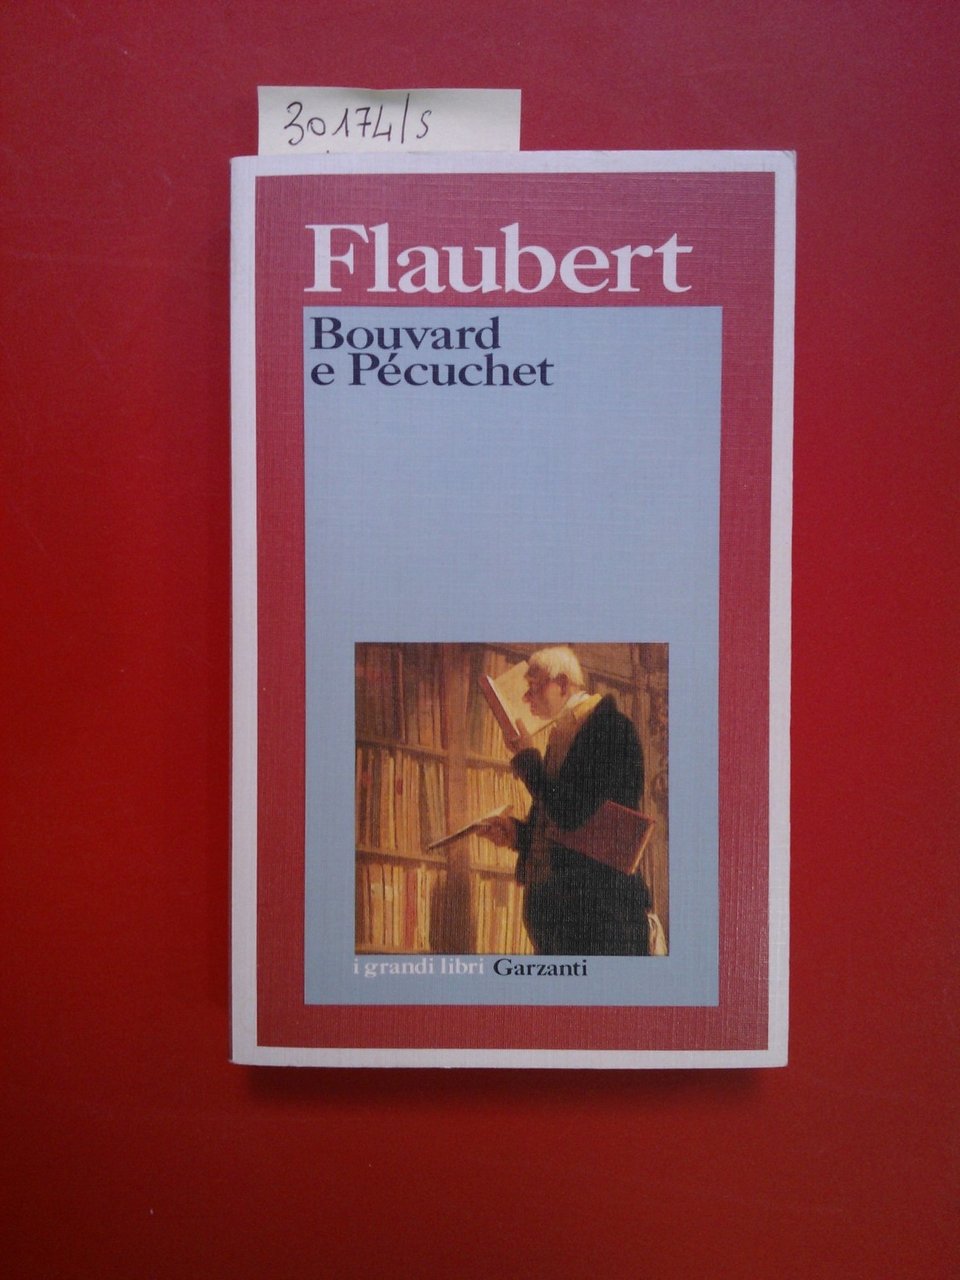 30174/s
Flaubert
Bouvard
e Pécuchet
i grandi libri Garzanti